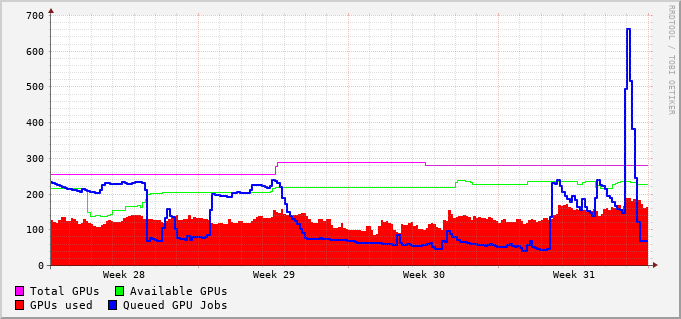 700
600
500
400
300
200
100
0
Week 28 Week 29 Week 30 Week 31
Total GPUs Available GPUs
GPUs used Queued GPU Jobs
RRDTOOL / TOBI OETIKER